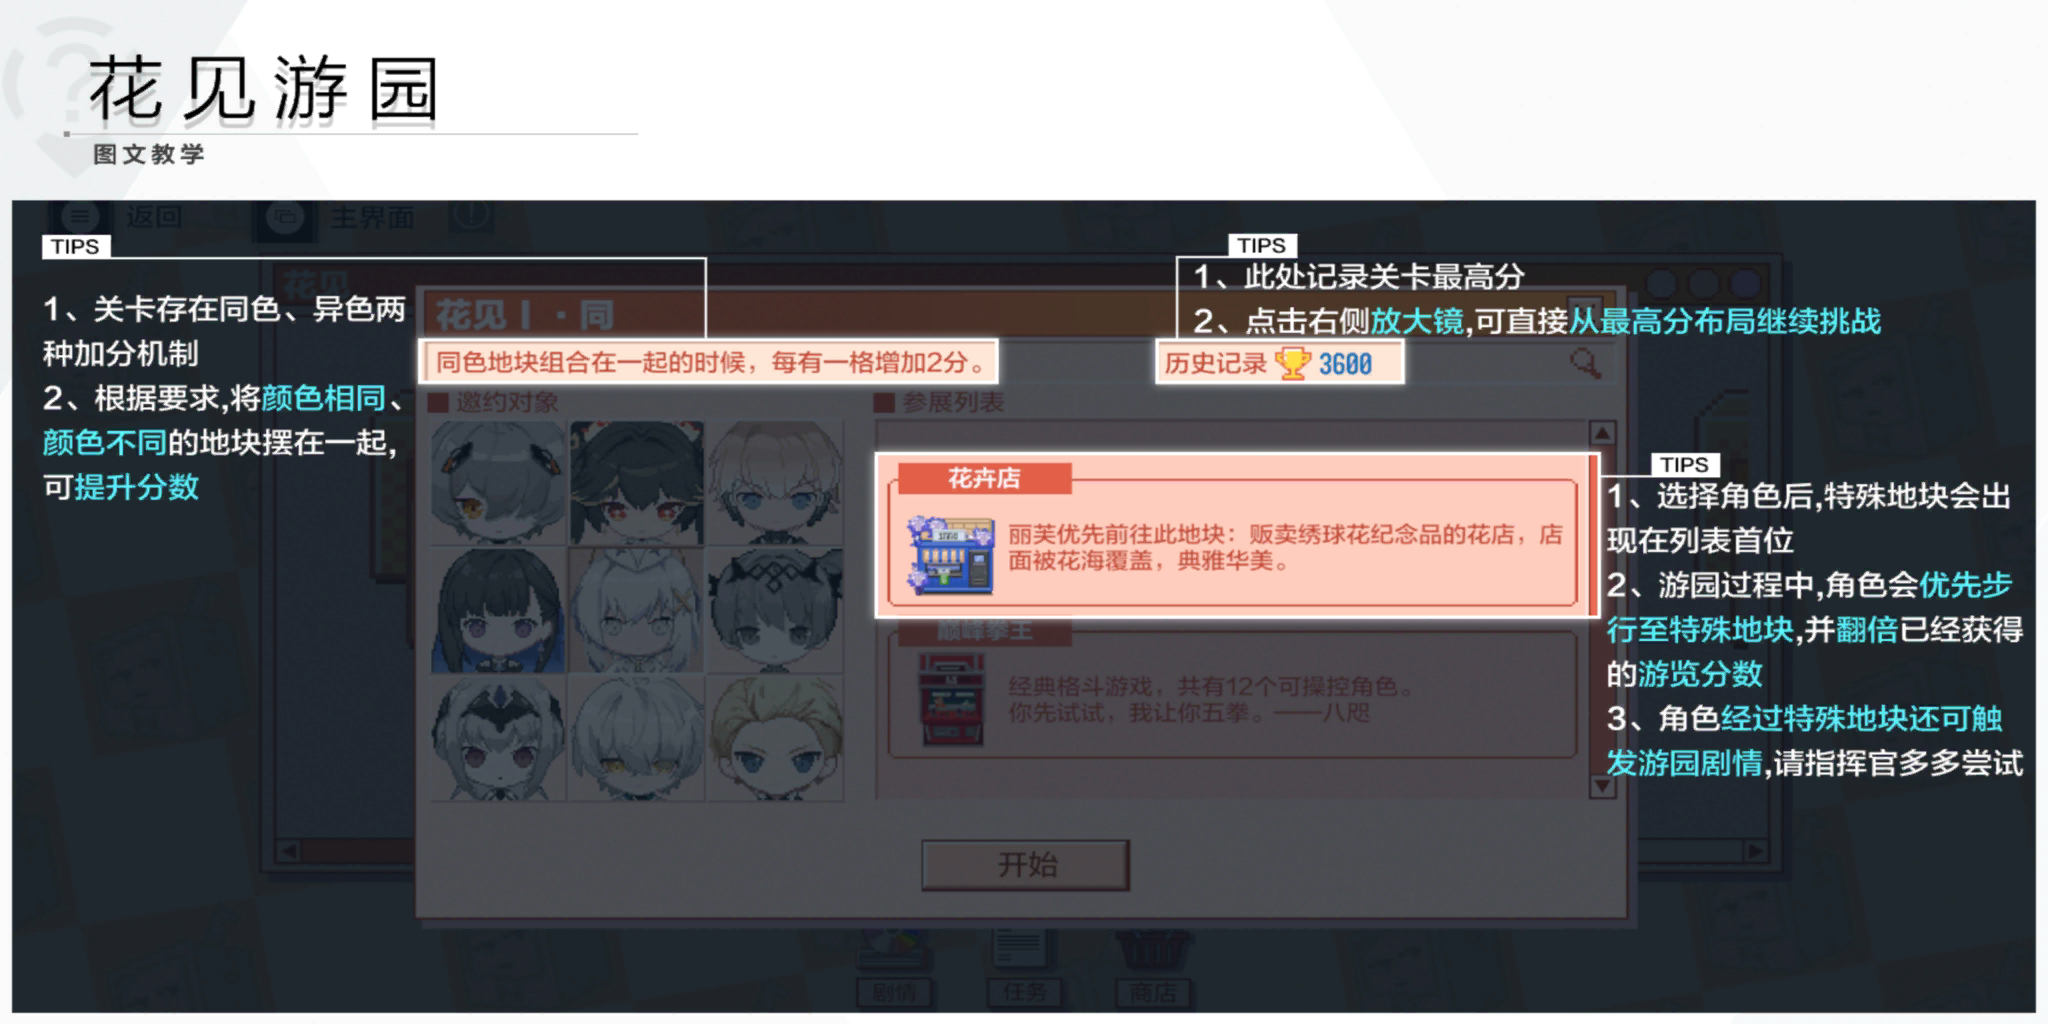 花见游园
图文教学
返回
主界面
TIPS
1、关卡存在同色、异色两
种加分机制
2、根据要求,将颜色相同、
颜色不同的地块摆在一起,
可提升分数
TIPS
1、此处记录关卡最高分
2、点击右侧放大镜,可直接从最高分布局继续挑战
花见
花见丨·同
同色地块组合在一起的时候，每有一格增加2分。
历史记录 3600
邀约对象
参展列表
花卉店
丽芙优先前往此地块：贩卖绣球花纪念品的花店，店
面被花海覆盖，典雅华美。
巅峰拳王
经典格斗游戏，共有12个可操控角色。
你先试试，我让你五拳。——八咫
TIPS
1、选择角色后,特殊地块会出
现在列表首位
2、游园过程中,角色会优先步
行至特殊地块,并翻倍已经获得
的游览分数
3、角色经过特殊地块还可触
发游园剧情,请指挥官多多尝试
开始
剧情
任务
商店